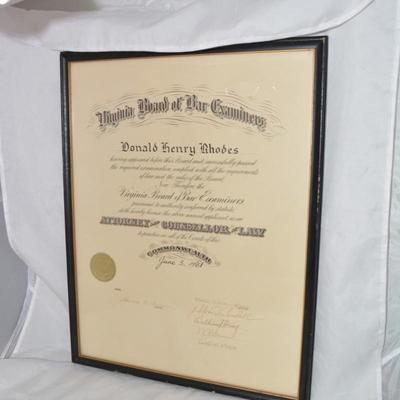 Virginia Board of Bar Examiners
Donald Henry Rhodes
having appeared before this Board and successfully passed
the required examination, complied with all the requirements
of law and the rules of the Board,
Now Therefore, the
Virginia Board of Bar Examiners
pursuant to authority conferred by statute
doth hereby license the above named applicant as an
ATTORNEY AND COUNSELLOR AT LAW
to practice in all of the Courts of this
COMMONWEALTH
June 3,